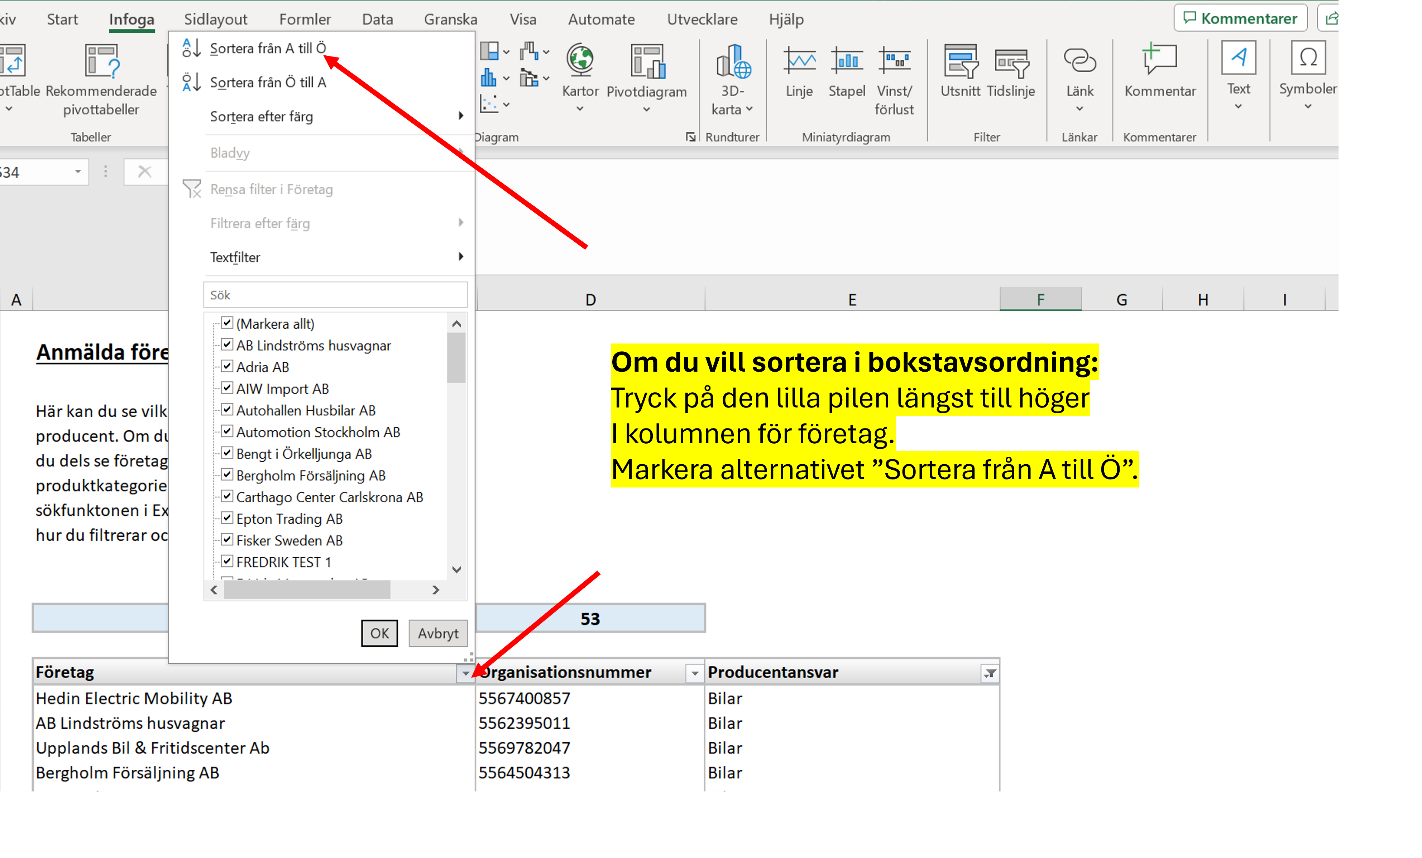 kiv Start Infoga Sidlayout Formler Data Granska Visa Automate Utvecklare Hjälp Kommentarer
otTable Rekommenderade pivottabeller
Tabeller
Kartor Pivotdiagram
Diagram
3D-karta
Rundturer
Linje Stapel Vinst/förlust
Miniatyrdiagram
Utsnitt Tidslinje
Filter
Länk
Länkar
Kommentar
Kommentarer
Text
Symboler
Sortera från A till Ö
Sortera från Ö till A
Sortera efter färg
Bladvy
Rensa filter i Företag
Filtrera efter färg
Textfilter
Sök
(Markera allt)
AB Lindströms husvagnar
Adria AB
AIW Import AB
Autohallen Husbilar AB
Automotion Stockholm AB
Bengt i Örkelljunga AB
Bergholm Försäljning AB
Carthago Center Carlskrona AB
Epton Trading AB
Fisker Sweden AB
FREDRIK TEST 1
OK Avbryt
34
A D E F G H I
Anmälda före
Här kan du se vilk
producent. Om du
du dels se företag
produktkategorie
sökfunktonen i Ex
hur du filtrerar oc
Om du vill sortera i bokstavsordning:
Tryck på den lilla pilen längst till höger
I kolumnen för företag.
Markera alternativet ”Sortera från A till Ö”.
53
Företag Organisationsnummer Producentansvar
Hedin Electric Mobility AB 5567400857 Bilar
AB Lindströms husvagnar 5562395011 Bilar
Upplands Bil & Fritidscenter Ab 5569782047 Bilar
Bergholm Försäljning AB 5564504313 Bilar